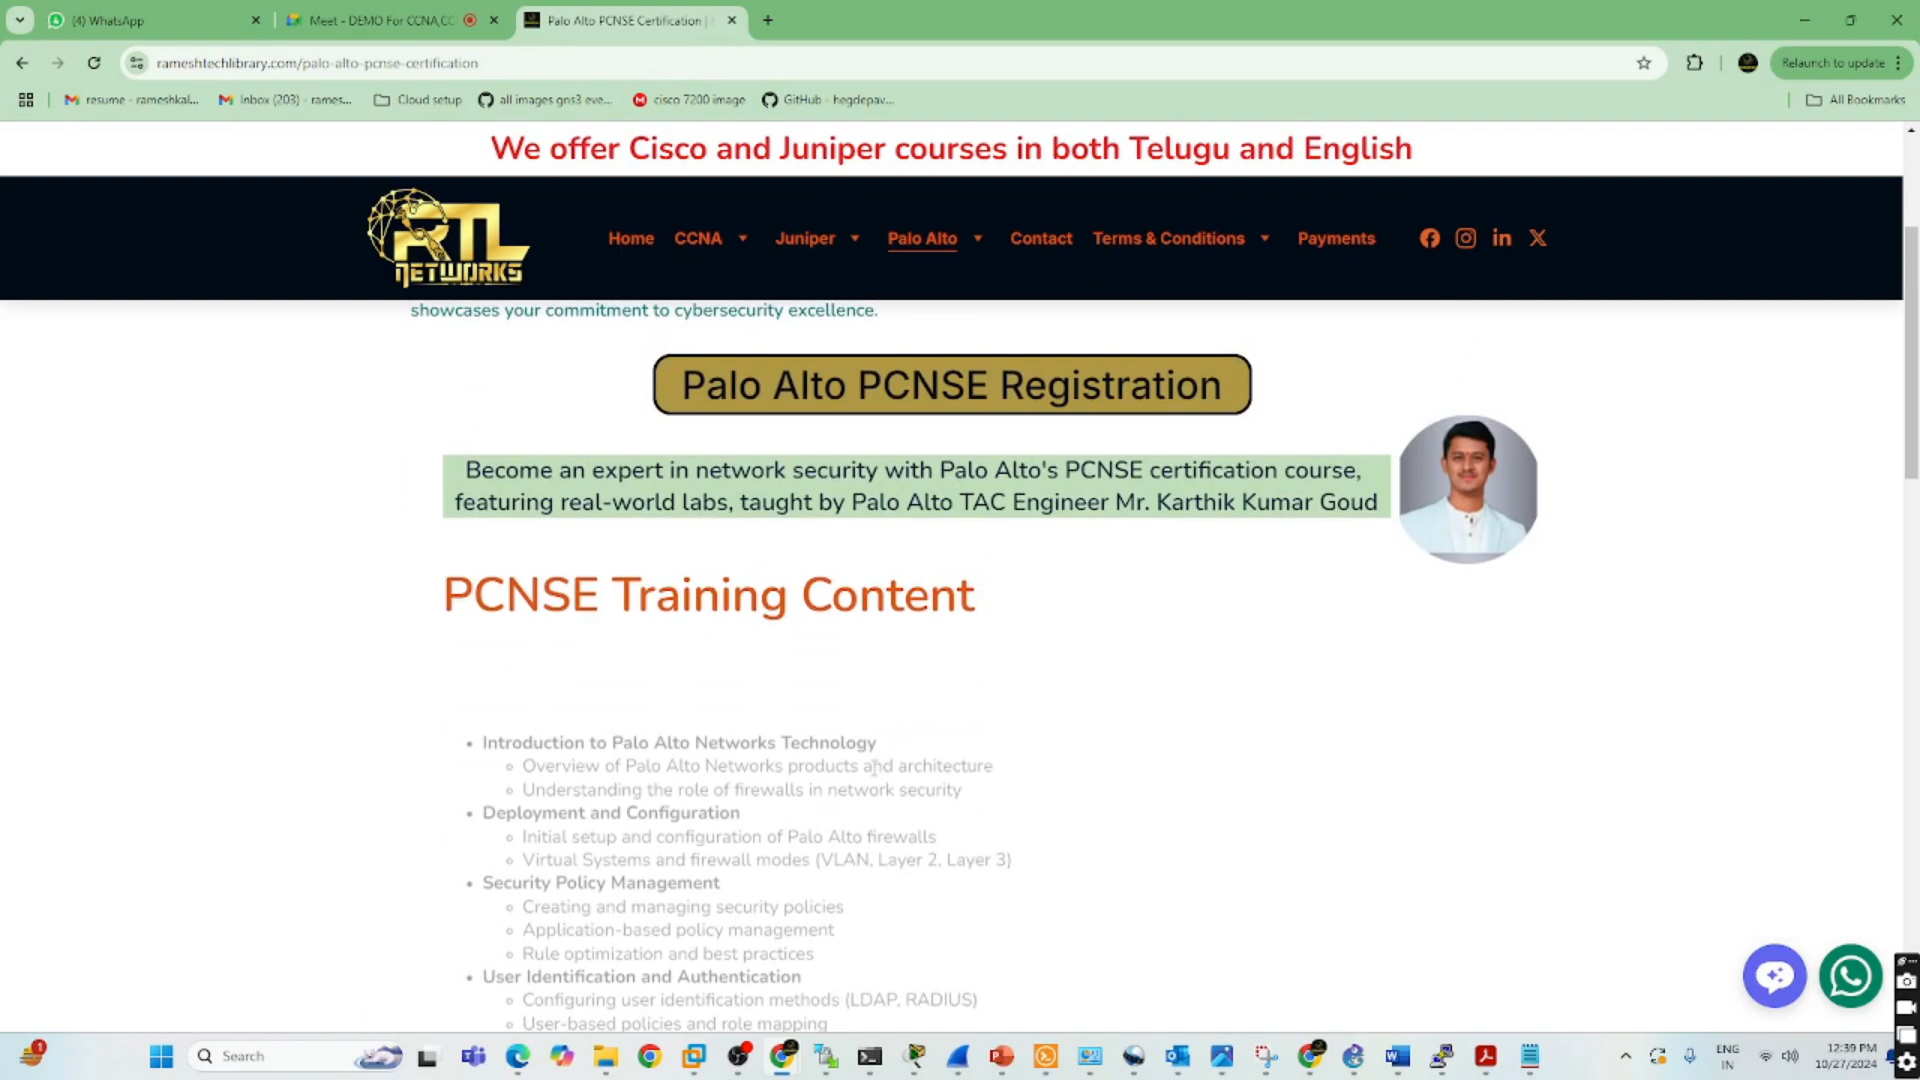 (4) WhatsApp
Meet - DEMO For CCNA,CC
Palo Alto PCNSE Certification |
rameshtechlibrary.com/palo-alto-pcnse-certification
Relaunch to update
resume - rameshkal...
Inbox (203) - rames...
Cloud setup
all images gns3 eve...
cisco 7200 image
GitHub - hegdepav...
All Bookmarks
We offer Cisco and Juniper courses in both Telugu and English
RTL
NETWORKS
Home
CCNA
Juniper
Palo Alto
Contact
Terms & Conditions
Payments
showcases your commitment to cybersecurity excellence.
Palo Alto PCNSE Registration
Become an expert in network security with Palo Alto's PCNSE certification course,
featuring real-world labs, taught by Palo Alto TAC Engineer Mr. Karthik Kumar Goud
PCNSE Training Content
• Introduction to Palo Alto Networks Technology
◦ Overview of Palo Alto Networks products and architecture
◦ Understanding the role of firewalls in network security
• Deployment and Configuration
◦ Initial setup and configuration of Palo Alto firewalls
◦ Virtual Systems and firewall modes (VLAN, Layer 2, Layer 3)
• Security Policy Management
◦ Creating and managing security policies
◦ Application-based policy management
◦ Rule optimization and best practices
• User Identification and Authentication
◦ Configuring user identification methods (LDAP, RADIUS)
◦ User-based policies and role mapping
1
Search
ENG
IN
12:39 PM
10/27/2024